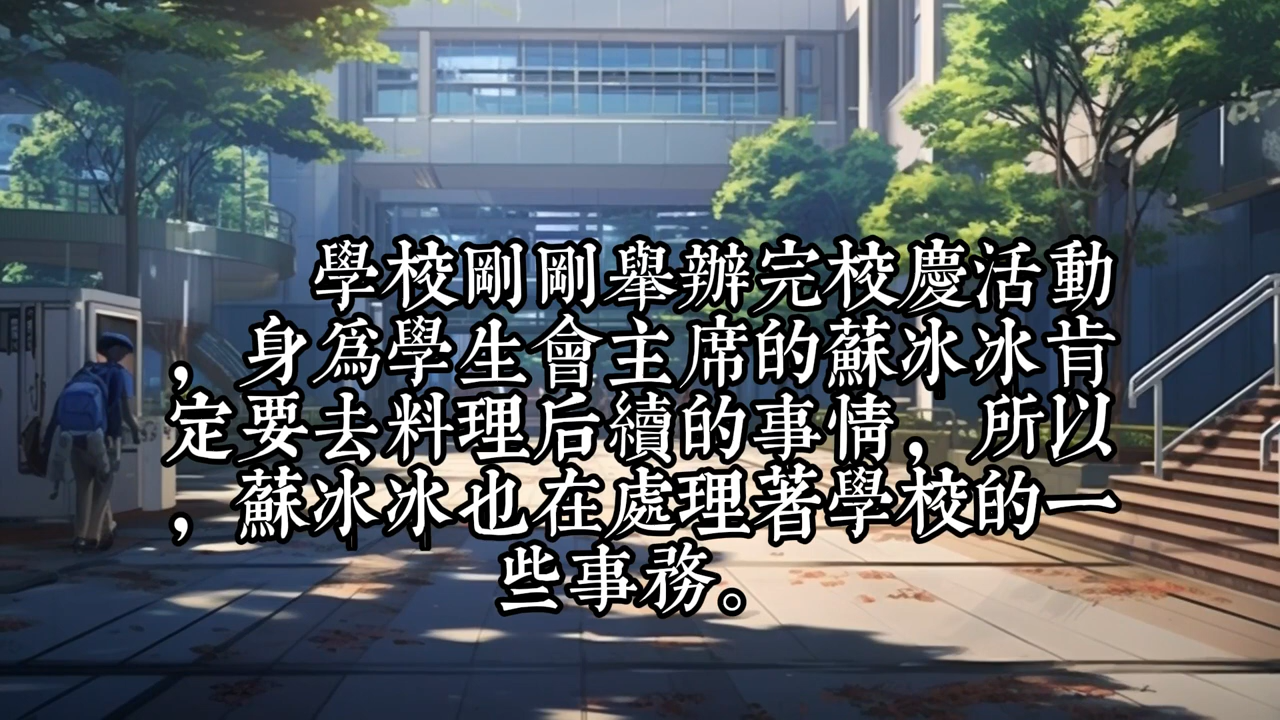 學校剛剛舉辦完校慶活動
，身爲學生會主席的蘇冰冰肯
定要去料理后續的事情，所以
，蘇冰冰也在處理著學校的一
些事務。